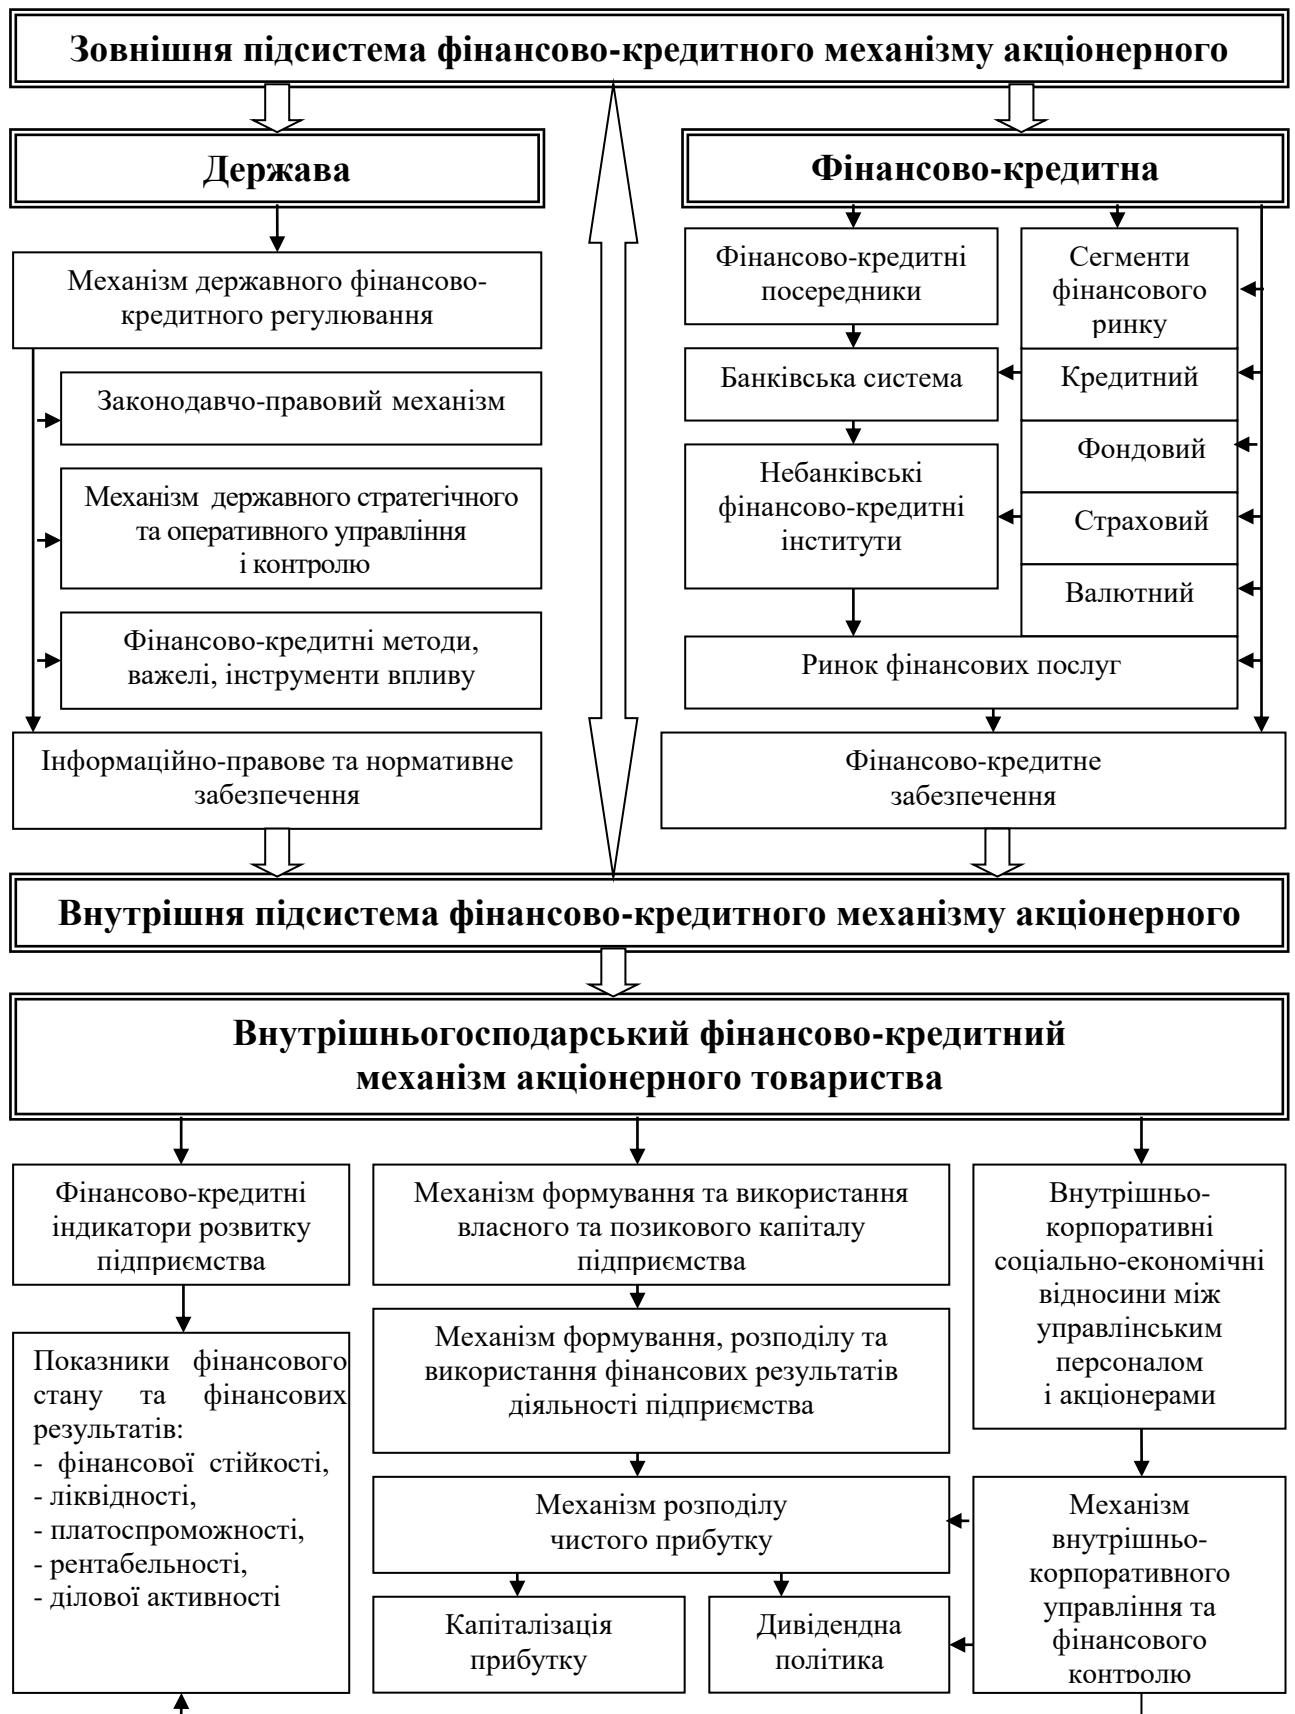 Зовнішня підсистема фінансово-кредитного механізму акціонерного
Держава
Механізм державного фінансово-
кредитного регулювання
Законодавчо-правовий механізм
Механізм державного стратегічного
та оперативного управління
і контролю
Фінансово-кредитні методи,
важелі, інструменти впливу
Інформаційно-правове та нормативне
забезпечення
Фінансово-кредитна
Фінансово-кредитні
посередники
Банківська система
Небанківські
фінансово-кредитні
інститути
Сегменти
фінансового
ринку
Кредитний
Фондовий
Страховий
Валютний
Ринок фінансових послуг
Фінансово-кредитне
забезпечення
Внутрішня підсистема фінансово-кредитного механізму акціонерного
Внутрішньогосподарський фінансово-кредитний
механізм акціонерного товариства
Фінансово-кредитні
індикатори розвитку
підприємства
Показники фінансового
стану та фінансових
результатів:
- фінансової стійкості,
- ліквідності,
- платоспроможності,
- рентабельності,
- ділової активності
Механізм формування та використання
власного та позикового капіталу
підприємства
Механізм формування, розподілу та
використання фінансових результатів
діяльності підприємства
Механізм розподілу
чистого прибутку
Капіталізація
прибутку
Дивідендна
політика
Внутрішньо-
корпоративні
соціально-економічні
відносини між
управлінським
персоналом
і акціонерами
Механізм
внутрішньо-
корпоративного
управління та
фінансового
контролю